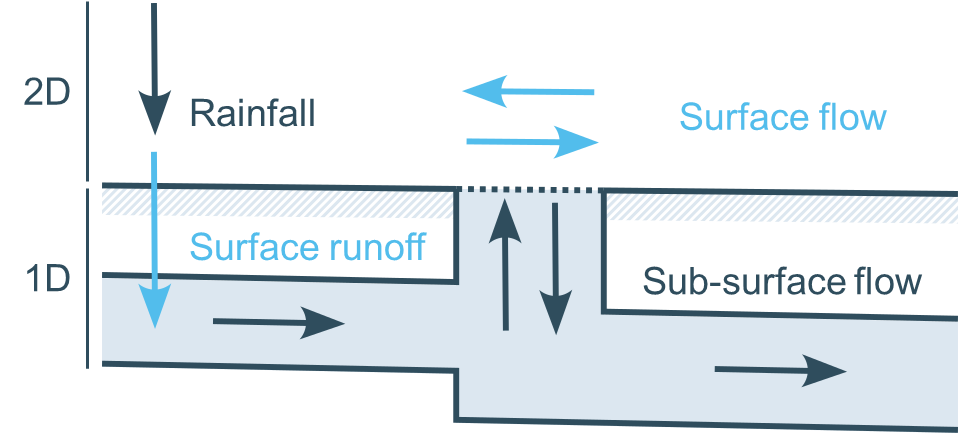 2D
Rainfall
Surface flow
1D
Surface runoff
Sub-surface flow